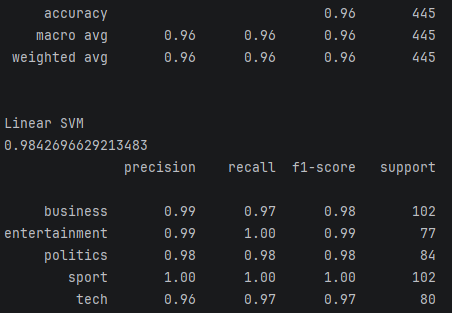 accuracy 0.96 445
macro avg 0.96 0.96 0.96 445
weighted avg 0.96 0.96 0.96 445
Linear SVM
0.9842696629213483
precision recall f1-score support
business 0.99 0.97 0.98 102
entertainment 0.99 1.00 0.99 77
politics 0.98 0.98 0.98 84
sport 1.00 1.00 1.00 102
tech 0.96 0.97 0.97 80